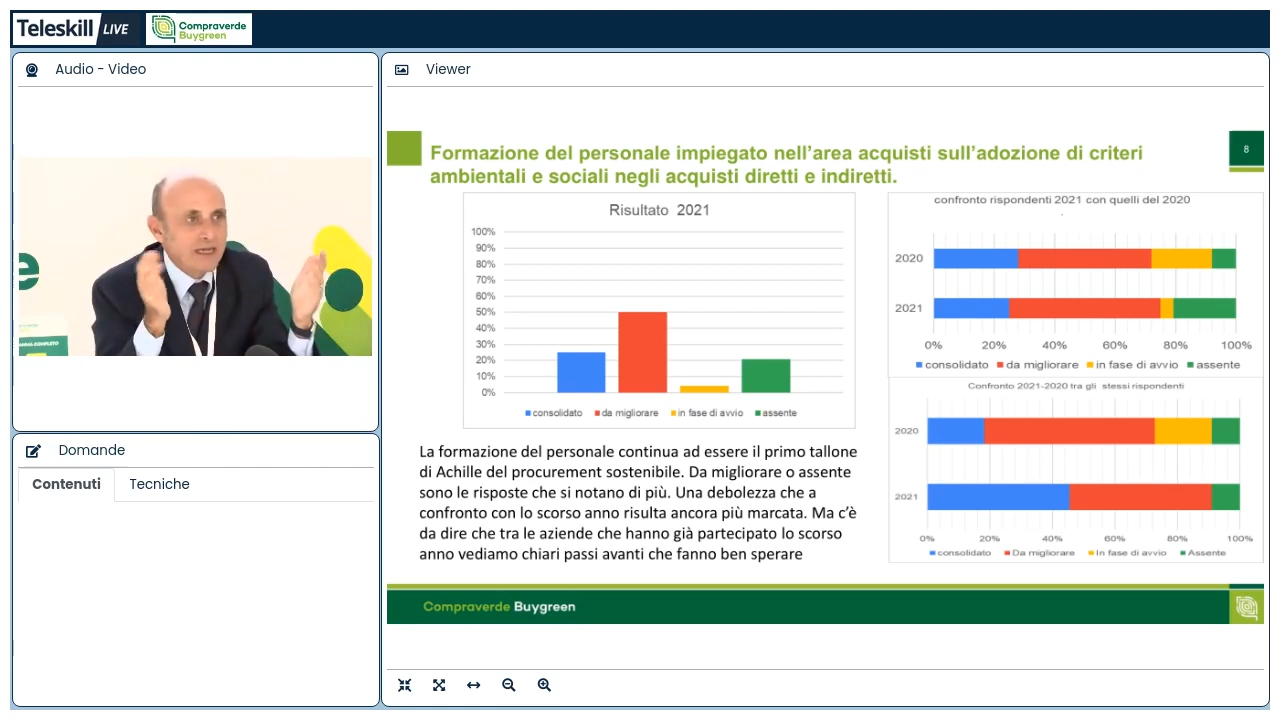 Teleskill LIVE
Compraverde
Buygreen
Audio - Video
Viewer
Formazione del personale impiegato nell'area acquisti sull'adozione di criteri
ambientali e sociali negli acquisti diretti e indiretti.
8
Risultato 2021
100%
90%
80%
70%
60%
50%
40%
30%
20%
10%
0%
consolidato da migliorare in fase di avvio assente
confronto rispondenti 2021 con quelli del 2020
2020
2021
0% 20% 40% 60% 80% 100%
consolidato da migliorare in fase di avvio assente
Confronto 2021-2020 tra gli stessi rispondenti
2020
2021
0% 20% 40% 60% 80% 100%
consolidato Da migliorare In fase di avvio Assente
La formazione del personale continua ad essere il primo tallone
di Achille del procurement sostenibile. Da migliorare o assente
sono le risposte che si notano di più. Una debolezza che a
confronto con lo scorso anno risulta ancora più marcata. Ma c'è
da dire che tra le aziende che hanno già partecipato lo scorso
anno vediamo chiari passi avanti che fanno ben sperare
Compraverde Buygreen
e
Domande
Contenuti Tecniche